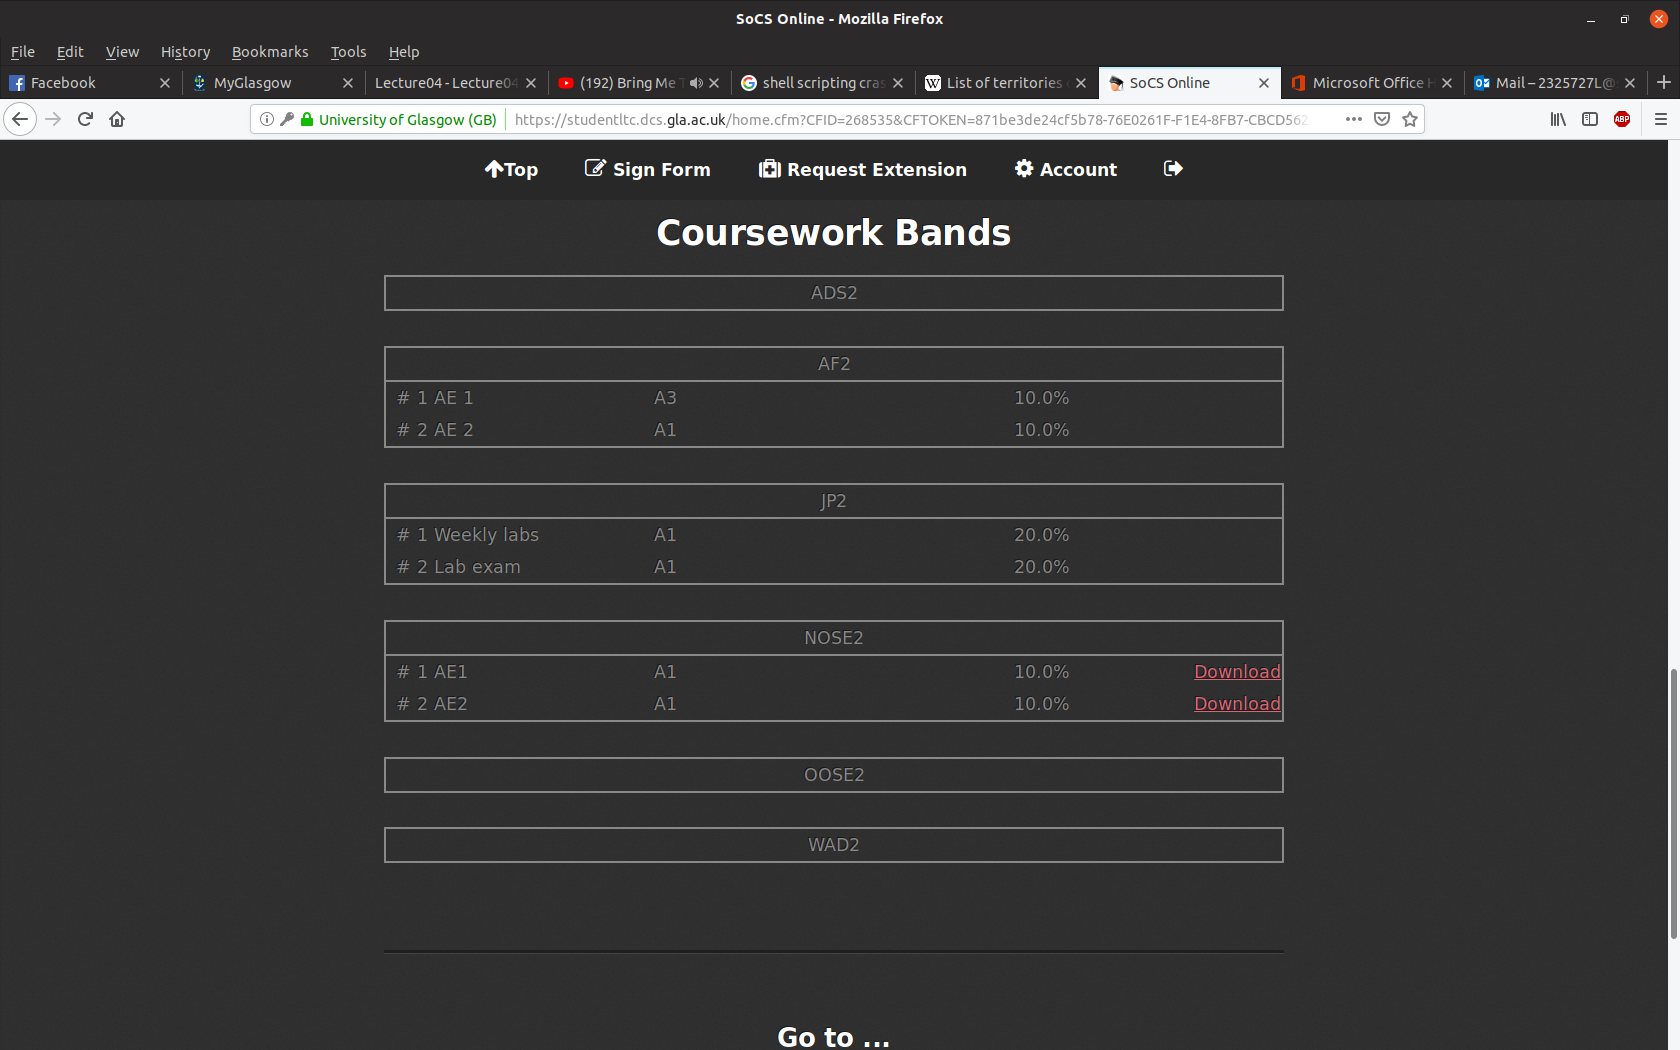 SoCS Online - Mozilla Firefox
File Edit View History Bookmarks Tools Help
Facebook MyGlasgow Lecture04 - Lecture04 (192) Bring Me T shell scripting cras List of territories SoCS Online Microsoft Office H Mail – 2325727L@
University of Glasgow (GB) https://studentltc.dcs.gla.ac.uk/home.cfm?CFID=268535&CFTOKEN=871be3de24cf5b78-76E0261F-F1E4-8FB7-CBCD562 ABP
Top Sign Form Request Extension Account
Coursework Bands
ADS2
AF2
# 1 AE 1 A3 10.0%
# 2 AE 2 A1 10.0%
JP2
# 1 Weekly labs A1 20.0%
# 2 Lab exam A1 20.0%
NOSE2
# 1 AE1 A1 10.0% Download
# 2 AE2 A1 10.0% Download
OOSE2
WAD2
Go to ...